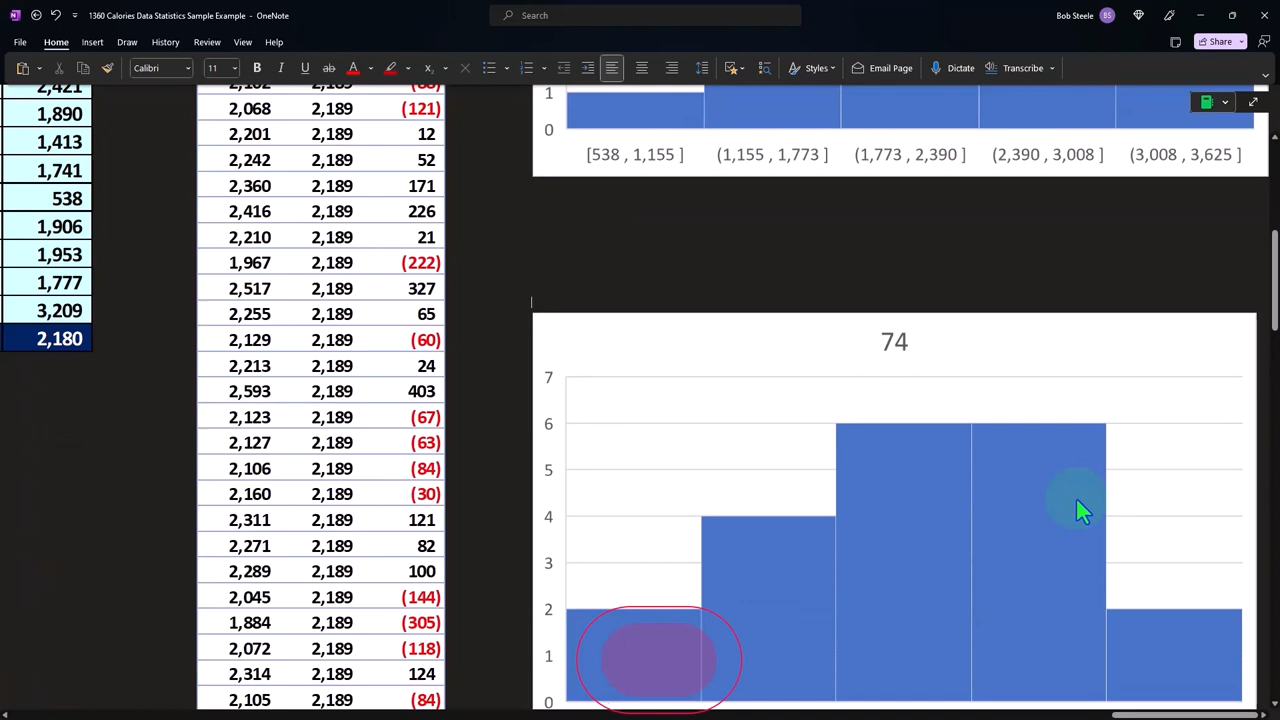 1360 Calories Data Statistics Sample Example - OneNote
Search
Bob Steele
BS
File Home Insert Draw History Review View Help
Share
Calibri 11 B I U ab A Styles Email Page Dictate Transcribe
2,421
1,890
1,413
1,741
538
1,906
1,953
1,777
3,209
2,180
2,068 2,189 (121)
2,201 2,189 12
2,242 2,189 52
2,360 2,189 171
2,416 2,189 226
2,210 2,189 21
1,967 2,189 (222)
2,517 2,189 327
2,255 2,189 65
2,129 2,189 (60)
2,213 2,189 24
2,593 2,189 403
2,123 2,189 (67)
2,127 2,189 (63)
2,106 2,189 (84)
2,160 2,189 (30)
2,311 2,189 121
2,271 2,189 82
2,289 2,189 100
2,045 2,189 (144)
1,884 2,189 (305)
2,072 2,189 (118)
2,314 2,189 124
2,105 2,189 (84)
1
0
[538 , 1,155 ] (1,155 , 1,773 ] (1,773 , 2,390 ] (2,390 , 3,008 ] (3,008 , 3,625 ]
74
7
6
5
4
3
2
1
0